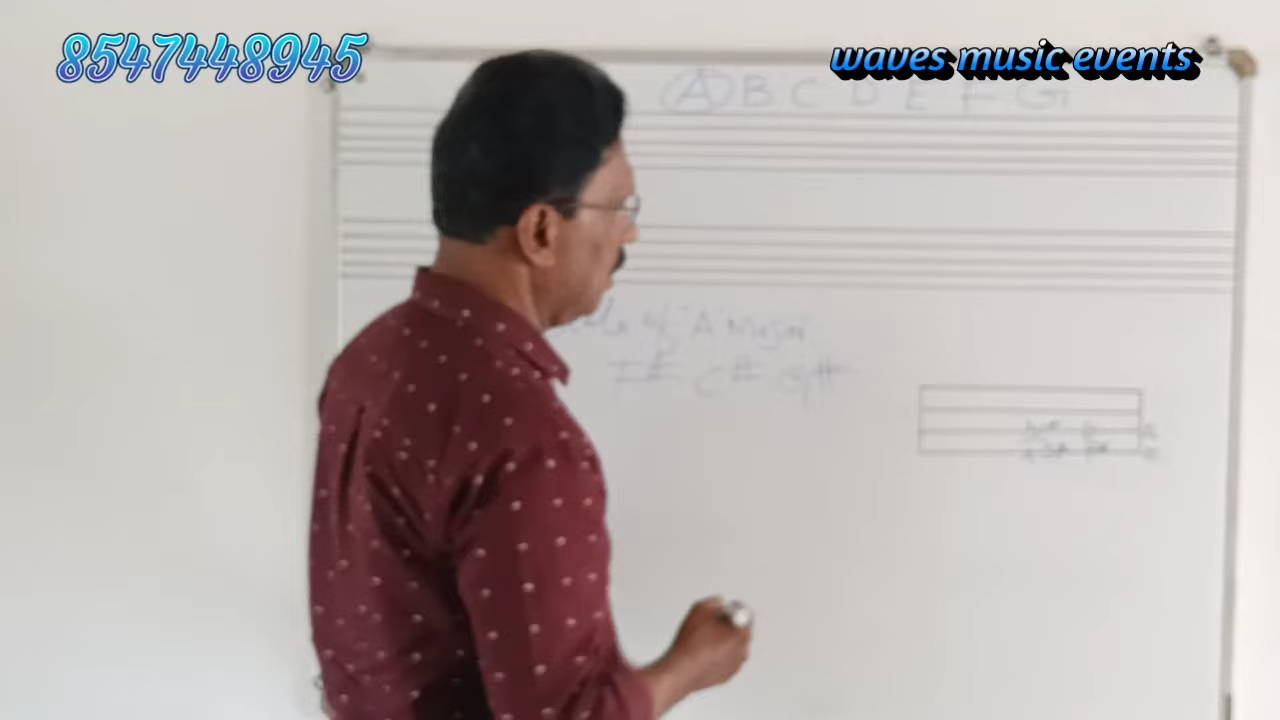 8547448945
waves music events
A B C D E F G
of 'A' Major
F# C# G#